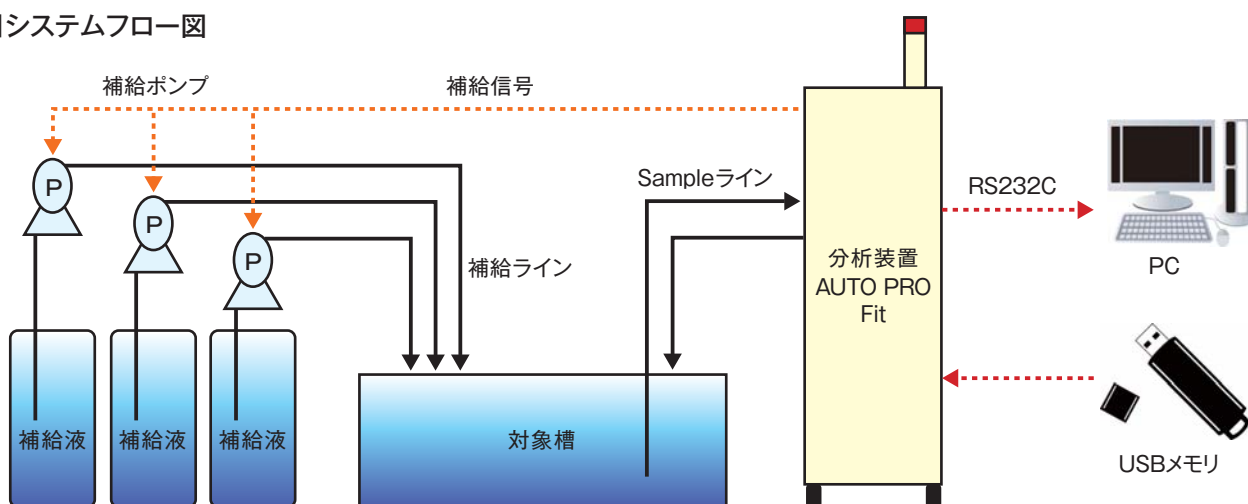 システムフロー図
補給ポンプ
補給信号
P
P
P
Sampleライン
補給ライン
分析装置
AUTO PRO
Fit
RS232C
PC
補給液
補給液
補給液
対象槽
USBメモリ